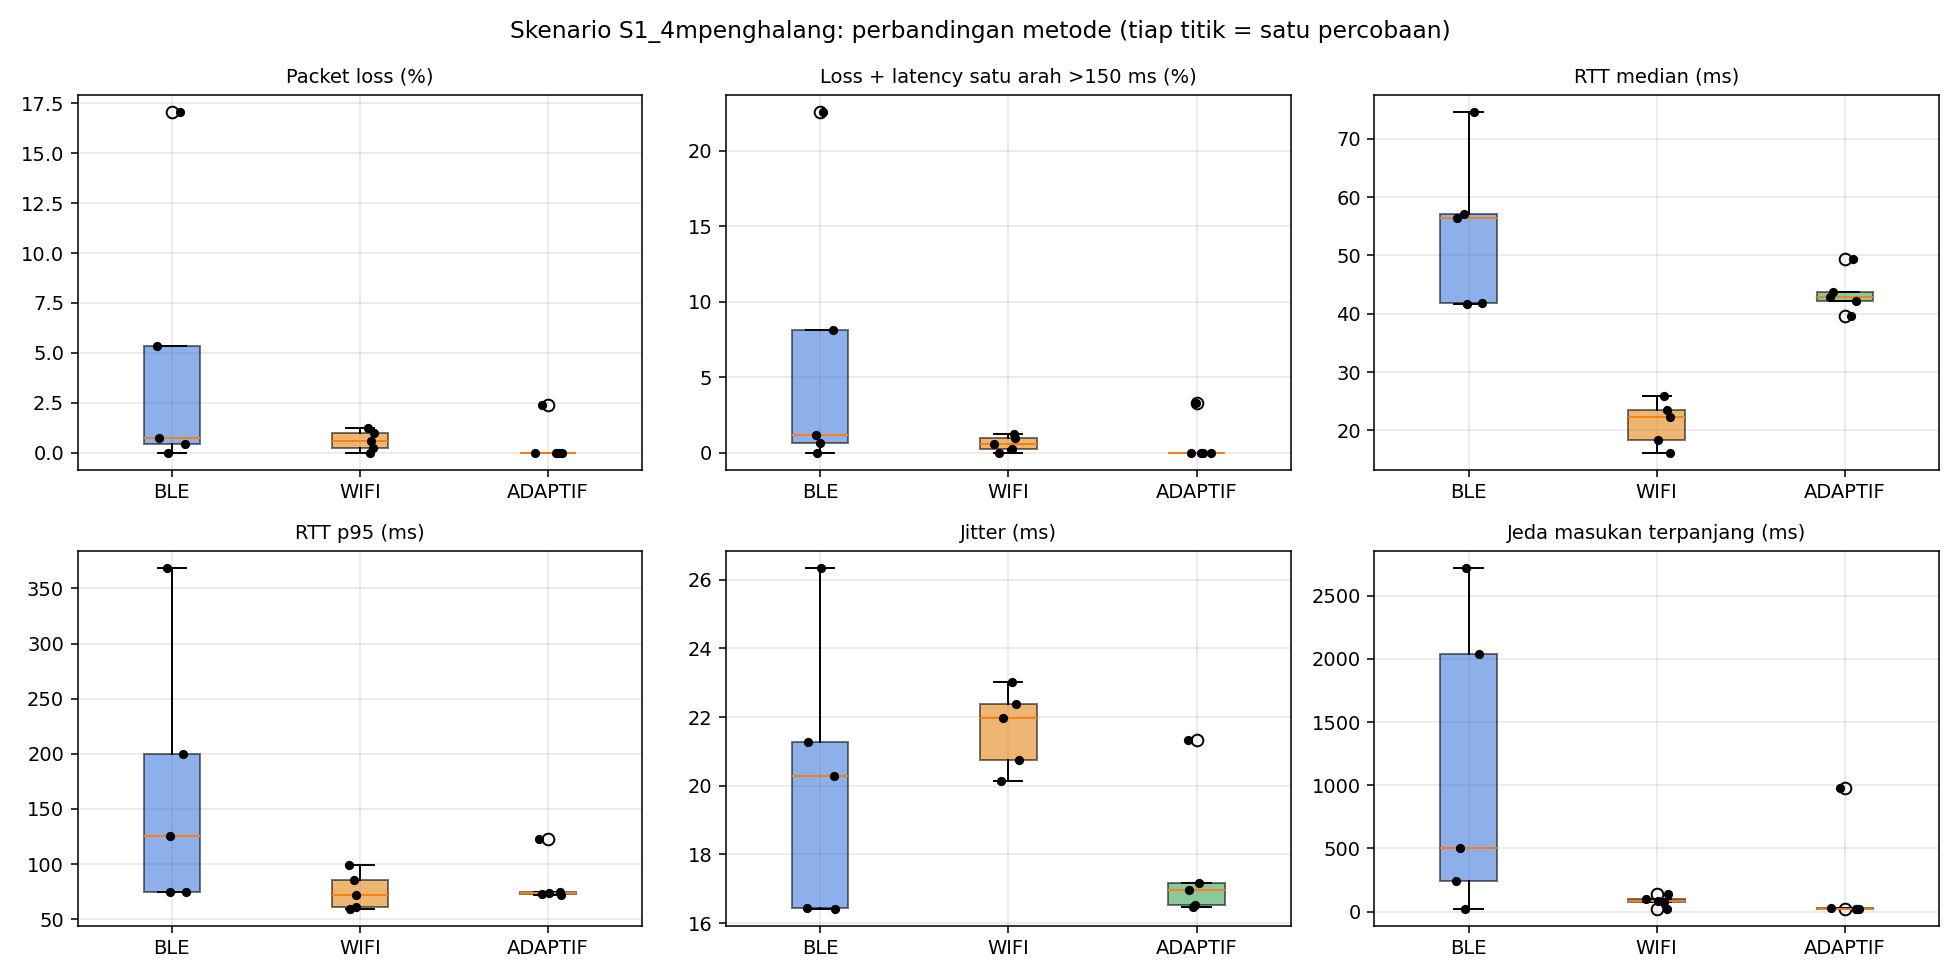 Skenario S1_4mpenghalang: perbandingan metode (tiap titik = satu percobaan)
Packet loss (%)
17.5
15.0
12.5
10.0
7.5
5.0
2.5
0.0
BLE WIFI ADAPTIF
Loss + latency satu arah >150 ms (%)
20
15
10
5
0
BLE WIFI ADAPTIF
RTT median (ms)
70
60
50
40
30
20
BLE WIFI ADAPTIF
RTT p95 (ms)
350
300
250
200
150
100
50
BLE WIFI ADAPTIF
Jitter (ms)
26
24
22
20
18
16
BLE WIFI ADAPTIF
Jeda masukan terpanjang (ms)
2500
2000
1500
1000
500
0
BLE WIFI ADAPTIF